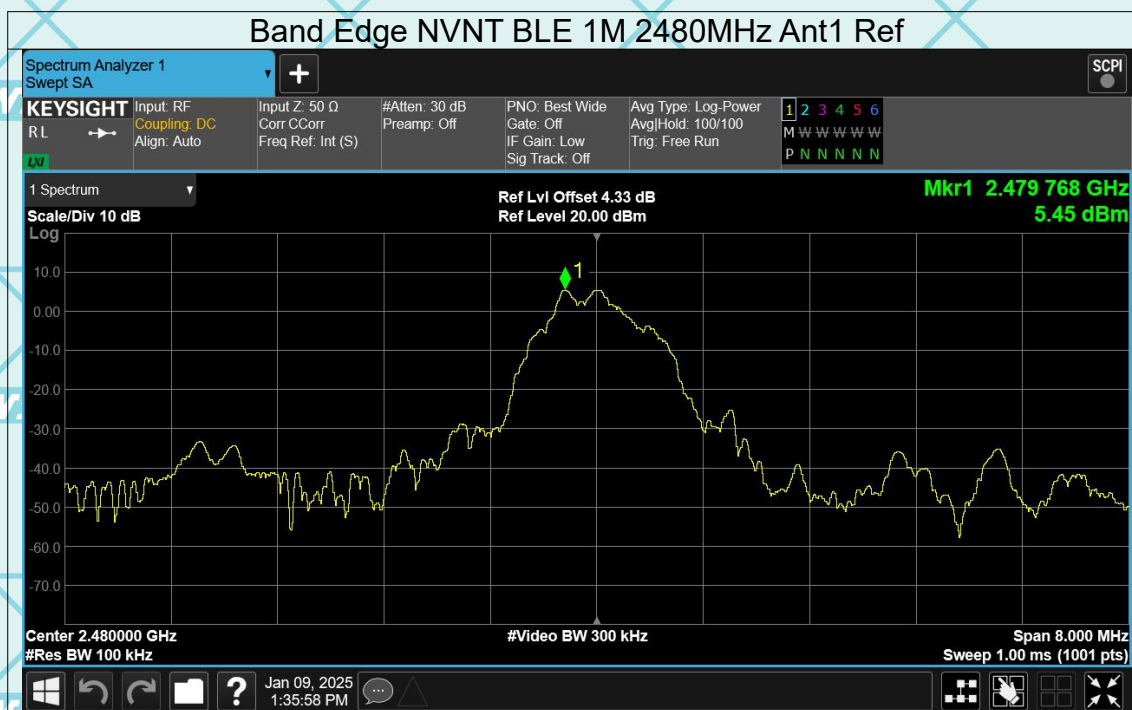 Band Edge NVNT BLE 1M 2480MHz Ant1 Ref
Spectrum Analyzer 1
Swept SA
+
SCPI
KEYSIGHT
RL
LXI
Input: RF
Coupling: DC
Align: Auto
Input Z: 50 Ω
Corr CCorr
Freq Ref: Int (S)
#Atten: 30 dB
Preamp: Off
PNO: Best Wide
Gate: Off
IF Gain: Low
Sig Track: Off
Avg Type: Log-Power
Avg|Hold: 100/100
Trig: Free Run
1 2 3 4 5 6
M W W W W W
P N N N N N
1 Spectrum
Scale/Div 10 dB
Log
Ref Lvl Offset 4.33 dB
Ref Level 20.00 dBm
Mkr1 2.479 768 GHz
5.45 dBm
1
10.0
0.00
-10.0
-20.0
-30.0
-40.0
-50.0
-60.0
-70.0
Center 2.480000 GHz
#Res BW 100 kHz
#Video BW 300 kHz
Span 8.000 MHz
Sweep 1.00 ms (1001 pts)
?
Jan 09, 2025
1:35:58 PM